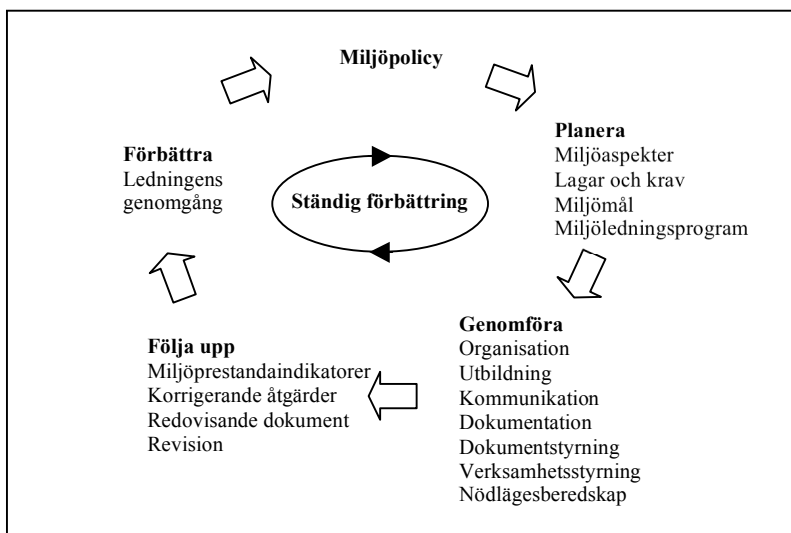 Miljöpolicy
Planera
Miljöaspekter
Lagar och krav
Miljömål
Miljöledningsprogram
Genomföra
Organisation
Utbildning
Kommunikation
Dokumentation
Dokumentstyrning
Verksamhetsstyrning
Nödlägesberedskap
Följa upp
Miljöprestandaindikatorer
Korrigerande åtgärder
Redovisande dokument
Revision
Förbättra
Ledningens
genomgång
Ständig förbättring